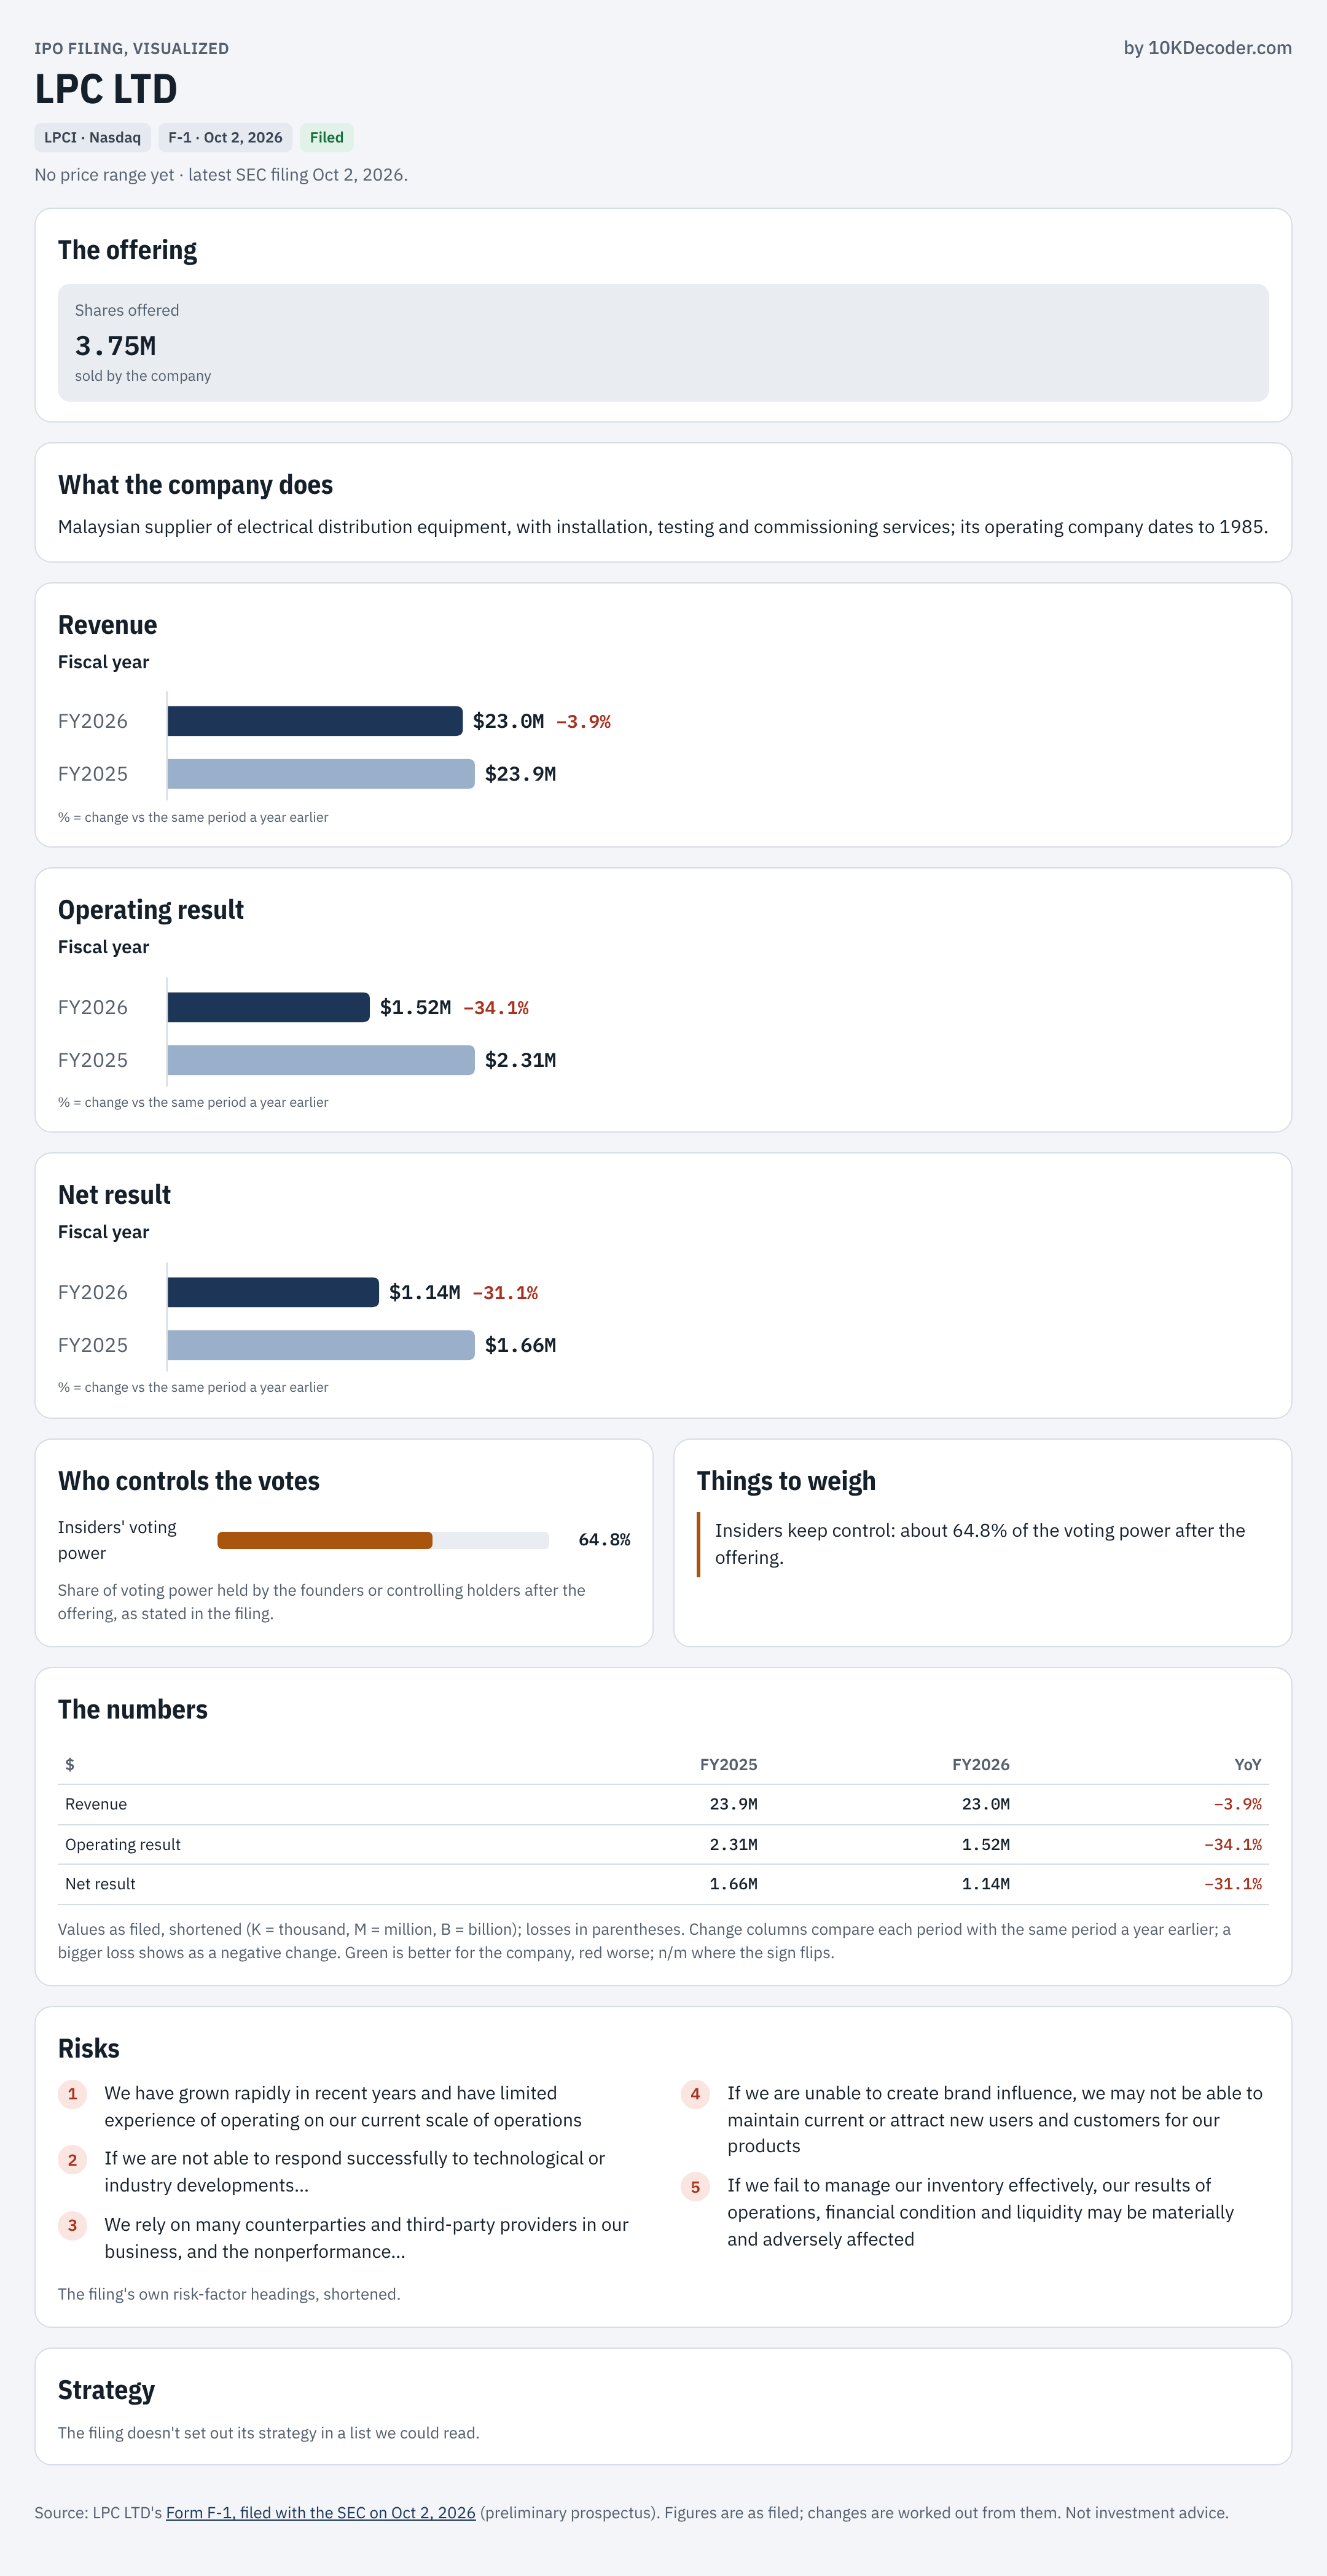 IPO FILING, VISUALIZED
by 10KDecoder.com
LPC LTD
LPCI · Nasdaq
F-1 · Oct 2, 2026
Filed
No price range yet · latest SEC filing Oct 2, 2026.
The offering
Shares offered
3.75M
sold by the company
What the company does
Malaysian supplier of electrical distribution equipment, with installation, testing and commissioning services; its operating company dates to 1985.
Revenue
Fiscal year
FY2026 $23.0M −3.9%
FY2025 $23.9M
% = change vs the same period a year earlier
Operating result
Fiscal year
FY2026 $1.52M −34.1%
FY2025 $2.31M
% = change vs the same period a year earlier
Net result
Fiscal year
FY2026 $1.14M −31.1%
FY2025 $1.66M
% = change vs the same period a year earlier
Who controls the votes
Insiders' voting
power
64.8%
Share of voting power held by the founders or controlling holders after the
offering, as stated in the filing.
Things to weigh
Insiders keep control: about 64.8% of the voting power after the
offering.
The numbers
$ FY2025 FY2026 YoY
Revenue 23.9M 23.0M −3.9%
Operating result 2.31M 1.52M −34.1%
Net result 1.66M 1.14M −31.1%
Values as filed, shortened (K = thousand, M = million, B = billion); losses in parentheses. Change columns compare each period with the same period a year earlier; a
bigger loss shows as a negative change. Green is better for the company, red worse; n/m where the sign flips.
Risks
1 We have grown rapidly in recent years and have limited
experience of operating on our current scale of operations
2 If we are not able to respond successfully to technological or
industry developments...
3 We rely on many counterparties and third-party providers in our
business, and the nonperformance...
4 If we are unable to create brand influence, we may not be able to
maintain current or attract new users and customers for our
products
5 If we fail to manage our inventory effectively, our results of
operations, financial condition and liquidity may be materially
and adversely affected
The filing's own risk-factor headings, shortened.
Strategy
The filing doesn't set out its strategy in a list we could read.
Source: LPC LTD's Form F-1, filed with the SEC on Oct 2, 2026 (preliminary prospectus). Figures are as filed; changes are worked out from them. Not investment advice.